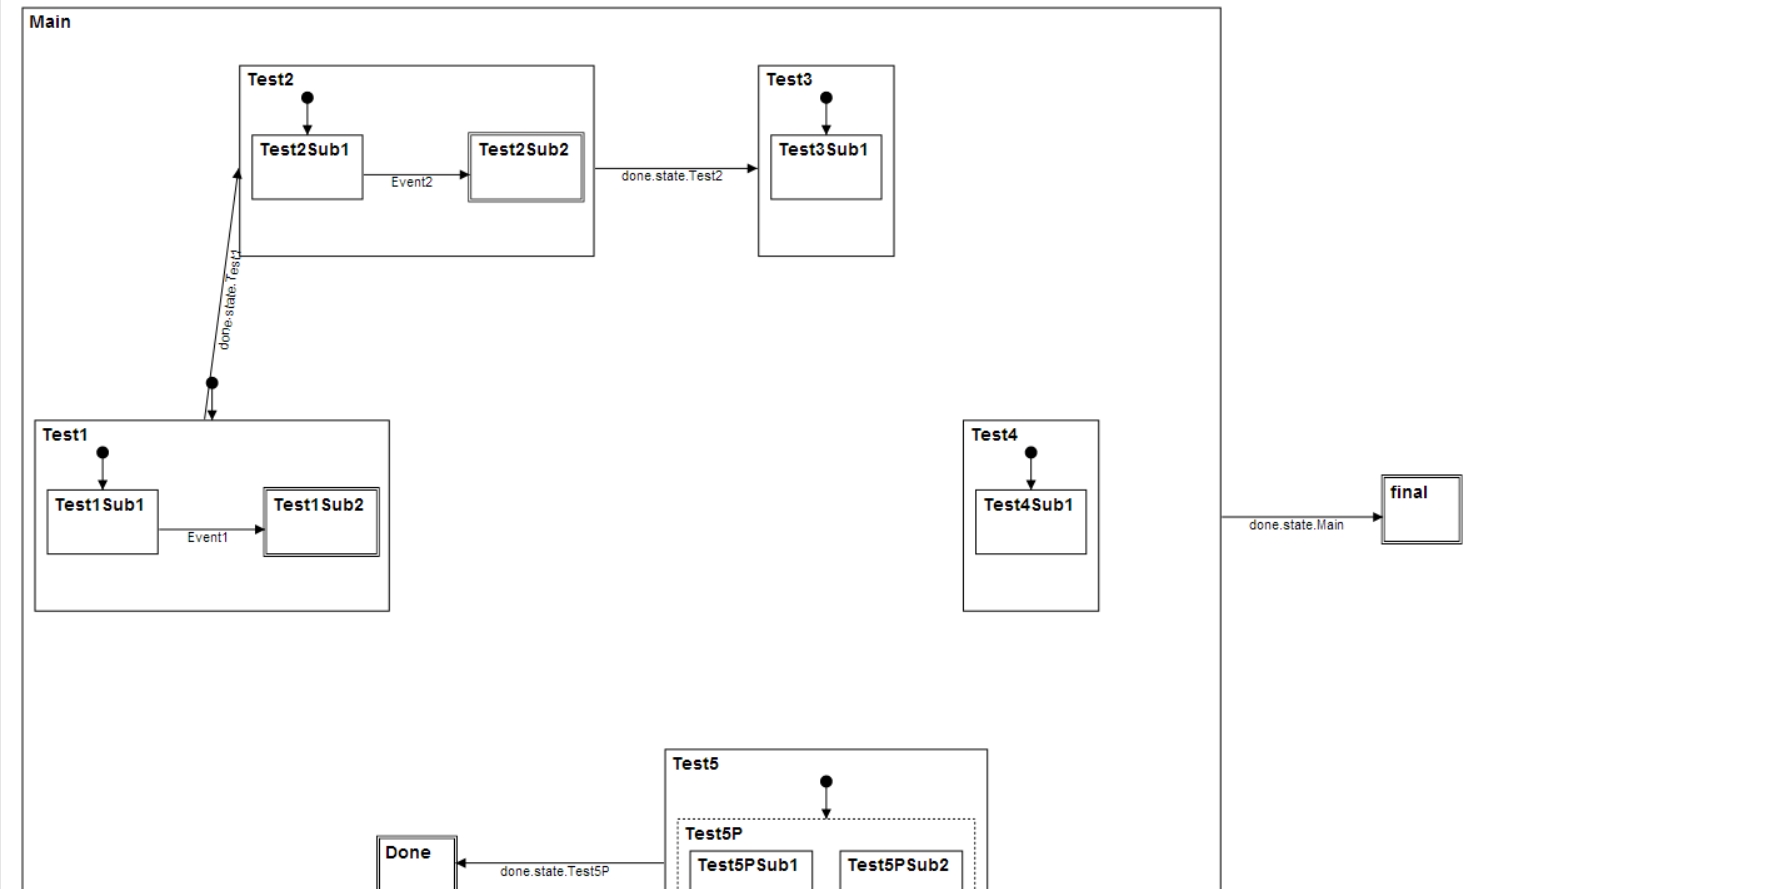 Main
Test2
Test2Sub1
Event2
Test2Sub2
done.state.Test2
Test3
Test3Sub1
done.state.Test1
Test1
Test1Sub1
Event1
Test1Sub2
Test4
Test4Sub1
done.state.Main
final
Test5
Test5P
Test5PSub1
Test5PSub2
done.state.Test5P
Done